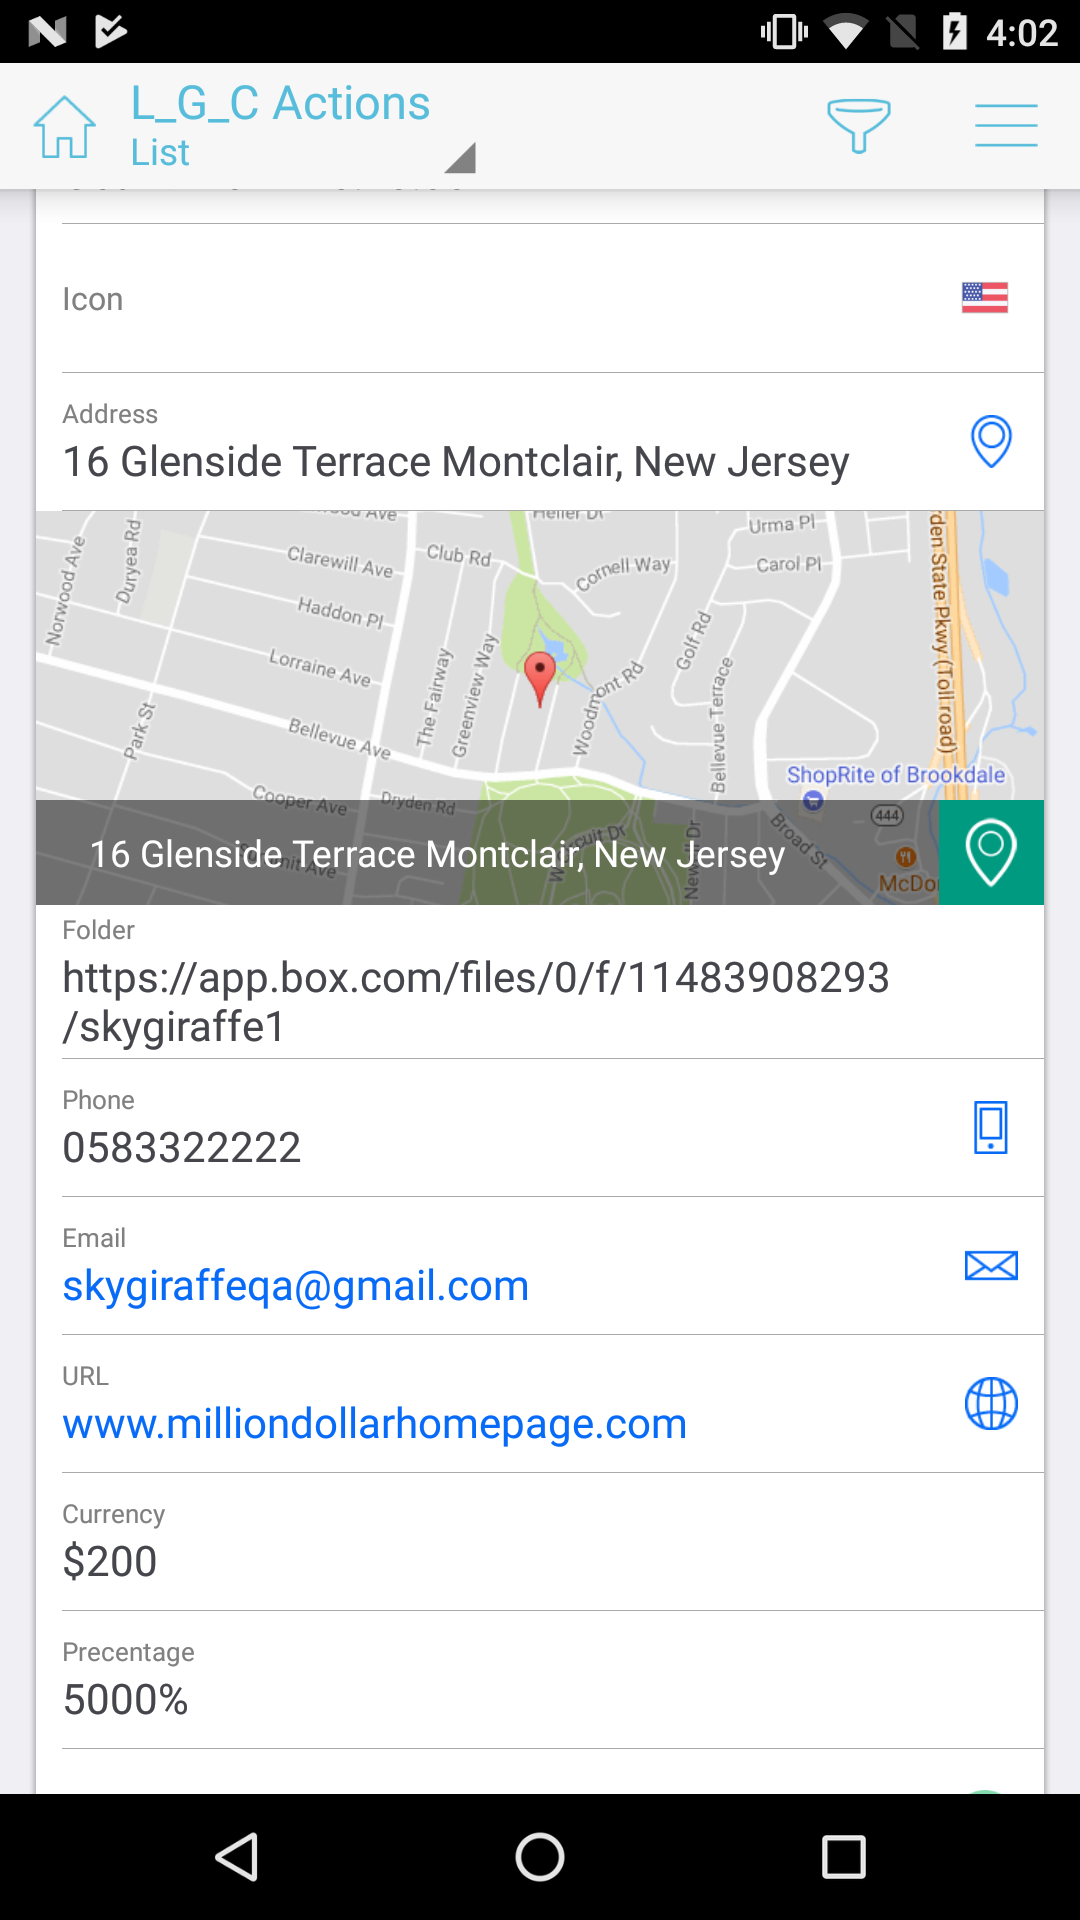 4:02
L_G_C Actions
List
Icon
Address
16 Glenside Terrace Montclair, New Jersey
Norwood Ave
Duryea Rd
Clarewill Ave
Club Rd
Cornell Way
Urma Pl
Carol Pl
Haddon Pl
Lorraine Ave
The Fairway
Greenview Way
Woodmont Rd
Golf Rd
Bellevue Terrace
den State Pkwy (Toll road)
Park St
Bellevue Ave
ShopRite of Brookdale
Cooper Ave
Dryden Rd
444
Broad St
McDo
16 Glenside Terrace Montclair, New Jersey
Folder
https://app.box.com/files/0/f/11483908293
/skygiraffe1
Phone
0583322222
Email
skygiraffeqa@gmail.com
URL
www.milliondollarhomepage.com
Currency
$200
Precentage
5000%